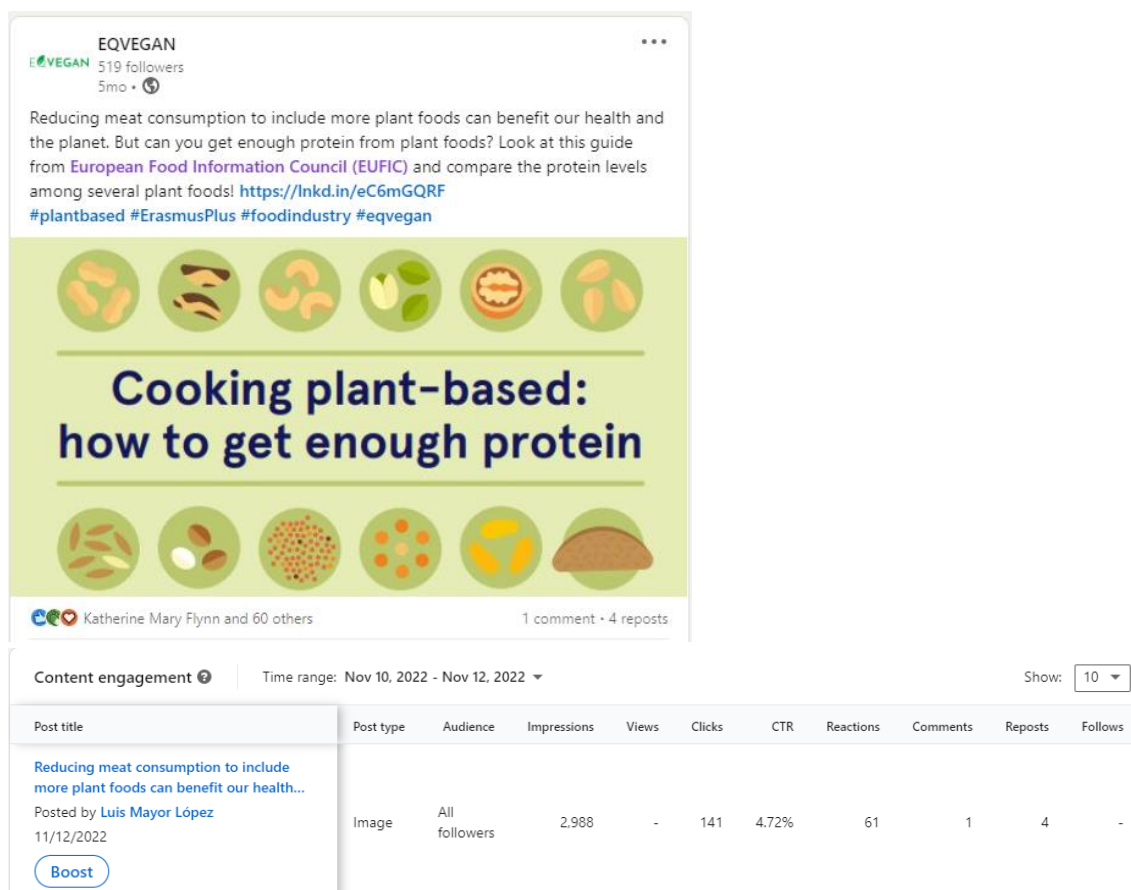 EQVEGAN
EQVEGAN
519 followers
5mo •
Reducing meat consumption to include more plant foods can benefit our health and
the planet. But can you get enough protein from plant foods? Look at this guide
from European Food Information Council (EUFIC) and compare the protein levels
among several plant foods! https://lnkd.in/eC6mGQRF
#plantbased #ErasmusPlus #foodindustry #eqvegan
Cooking plant-based:
how to get enough protein
Katherine Mary Flynn and 60 others 1 comment • 4 reposts
Content engagement ? Time range: Nov 10, 2022 - Nov 12, 2022 Show: 10
Post title Post type Audience Impressions Views Clicks CTR Reactions Comments Reposts Follows
Reducing meat consumption to include
more plant foods can benefit our health...
Posted by Luis Mayor López
11/12/2022
Boost
Image All followers 2,988 - 141 4.72% 61 1 4 -